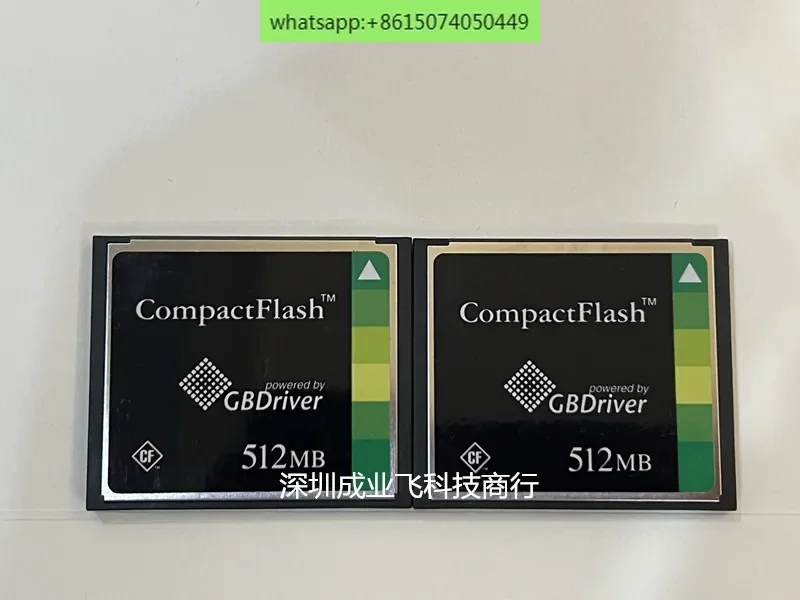 whatsapp:+8615074050449
CompactFlash™
powered by
GBDriver
CF
512MB
CompactFlash™
powered by
GBDriver
CF
512MB
深圳成业飞科技商行